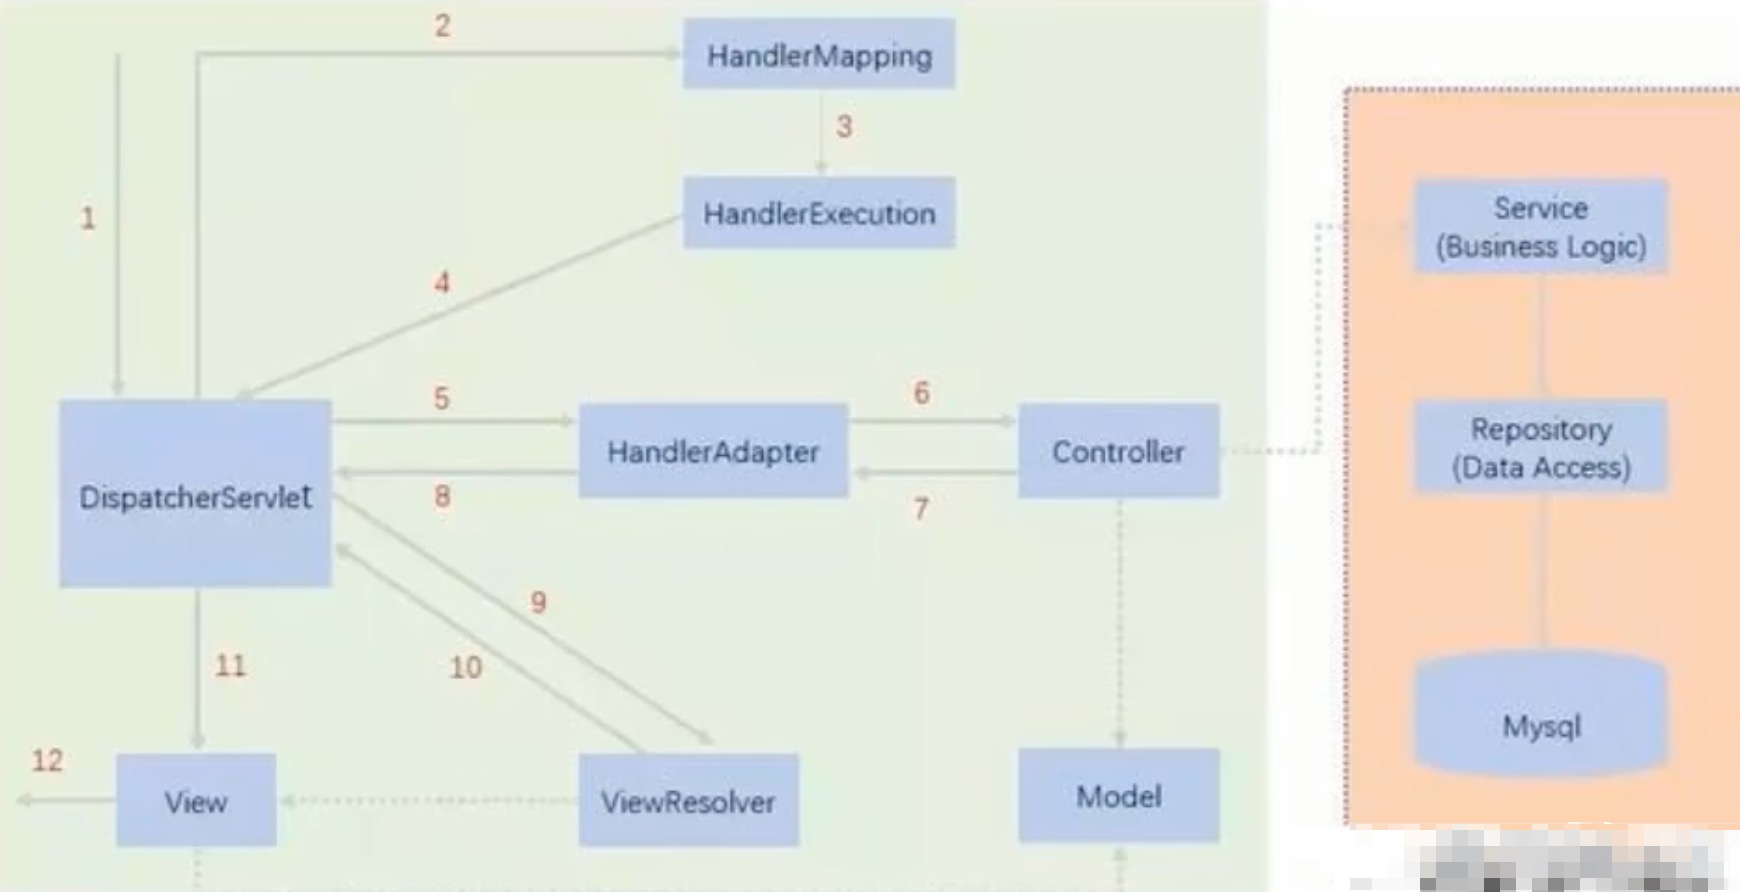 2
HandlerMapping
3
1
HandlerExecution
Service
(Business Logic)
4
5
6
HandlerAdapter
Controller
Repository
(Data Access)
DispatcherServlet
8
7
9
11
10
Mysql
12
View
ViewResolver
Model